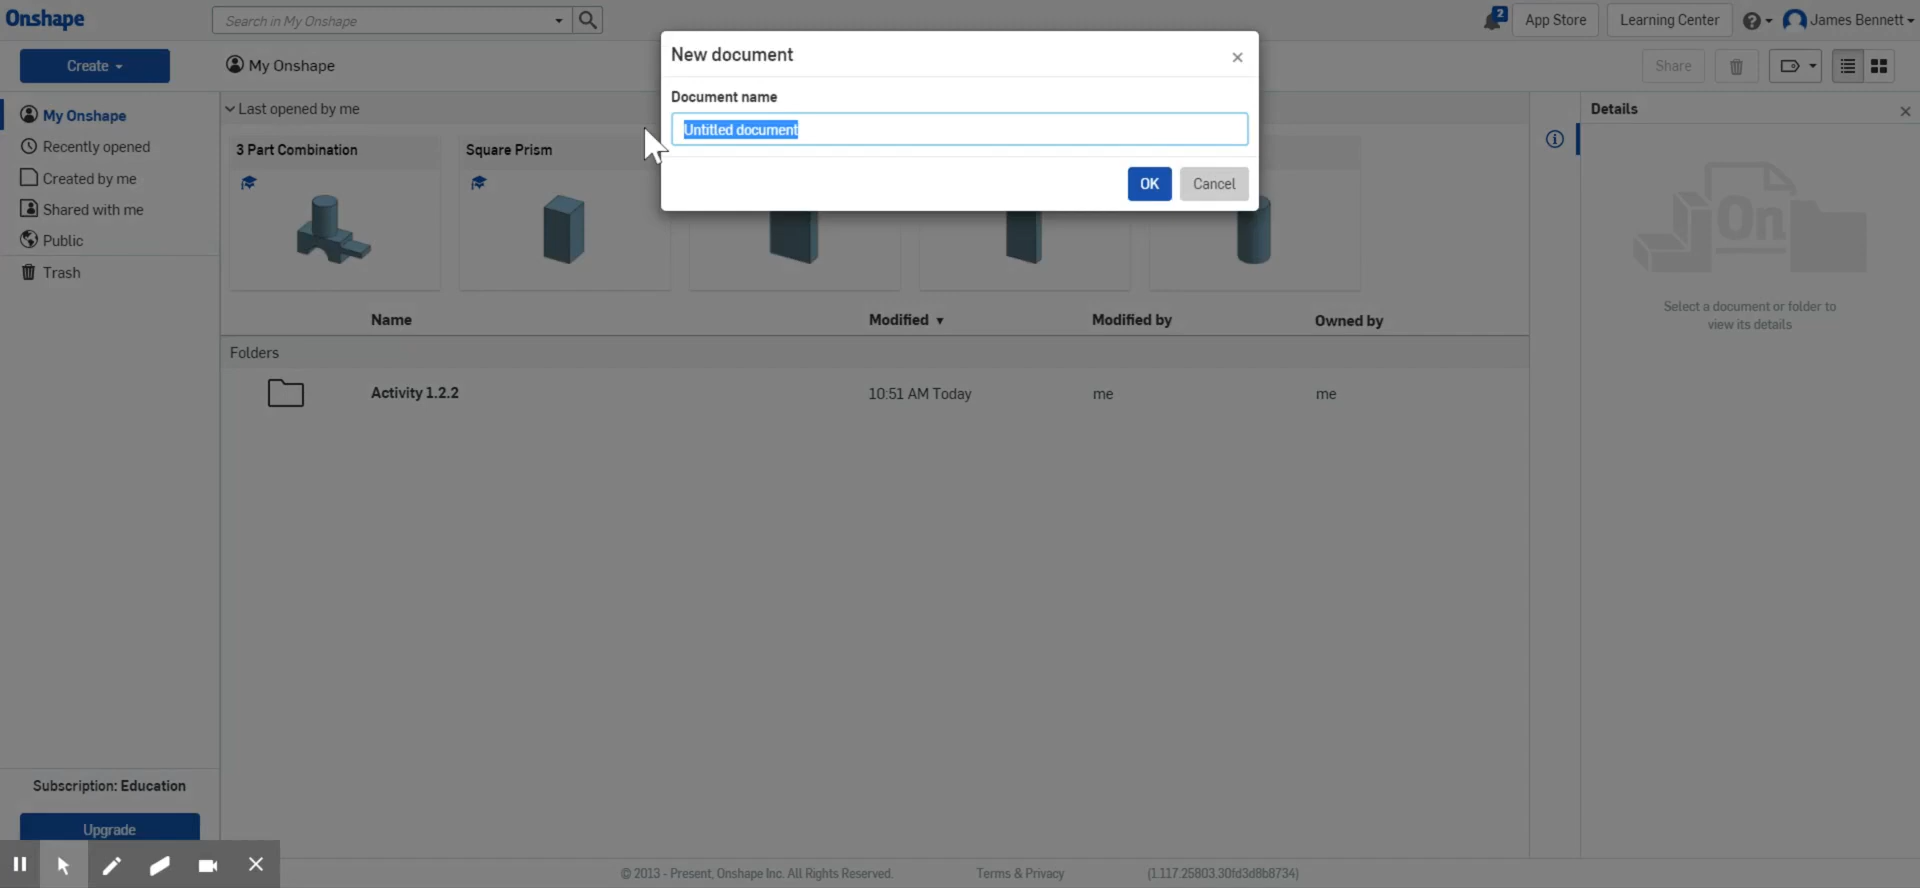 Onshape
Search in My Onshape
2
App Store
Learning Center
James Bennett
Create
My Onshape
Share
My Onshape
Recently opened
Created by me
Shared with me
Public
Trash
Last opened by me
3 Part Combination
Square Prism
New document
Document name
Untitled document
OK
Cancel
Details
On
Select a document or folder to
view its details
Name
Modified
Modified by
Owned by
Folders
Activity 1.2.2
10:51 AM Today
me
me
Subscription: Education
Upgrade
© 2013 - Present, Onshape Inc. All Rights Reserved.
Terms & Privacy
(1.117.25803.30fd3d8b8734)